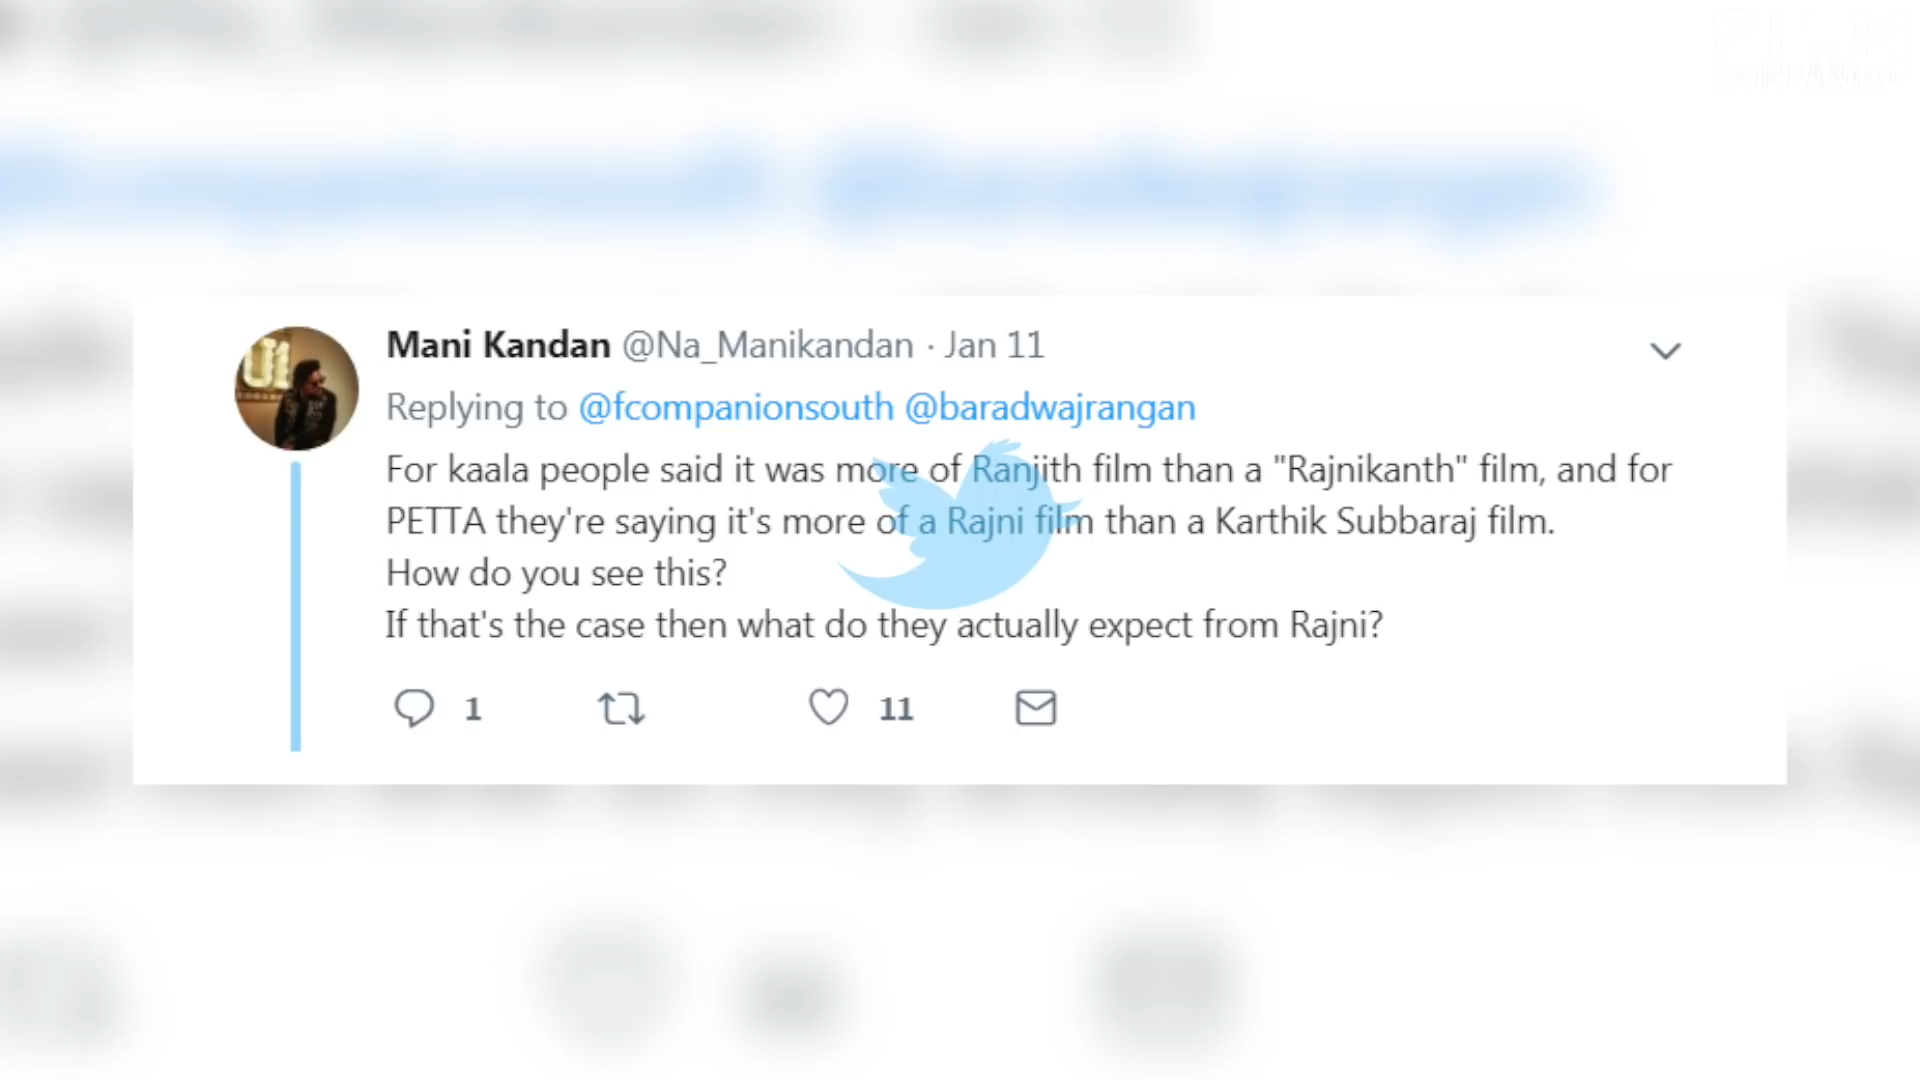 FILM
COMPANION
Mani Kandan @Na_Manikandan · Jan 11
Replying to @fcompanionsouth @baradwajrangan
For kaala people said it was more of Ranjith film than a "Rajnikanth" film, and for
PETTA they're saying it's more of a Rajni film than a Karthik Subbaraj film.
How do you see this?
If that's the case then what do they actually expect from Rajni?
1 11